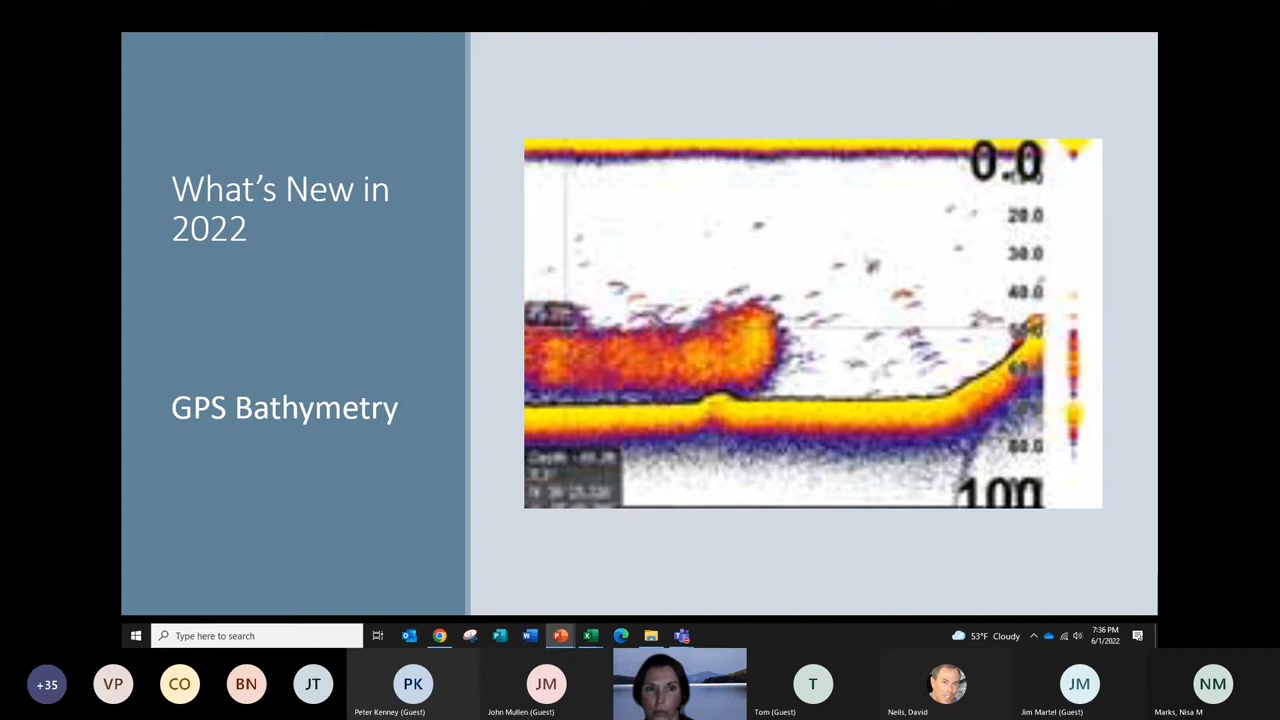 What's New in
2022
GPS Bathymetry
0.0
20.0
30.0
40.0
80.0
100
Type here to search
53°F Cloudy
7:36 PM
6/1/2022
+35
VP
CO
BN
JT
PK
Peter Kenney (Guest)
JM
John Mullen (Guest)
T
Tom (Guest)
Neils, David
JM
Jim Martel (Guest)
NM
Marks, Nisa M